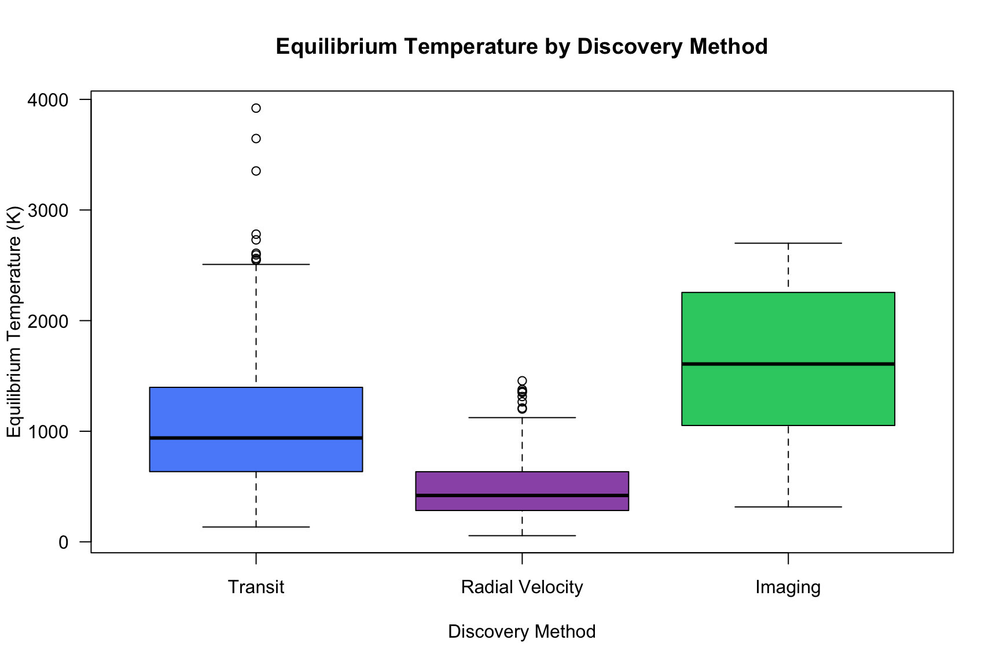 Equilibrium Temperature by Discovery Method
Equilibrium Temperature (K)
4000
3000
2000
1000
0
Transit
Radial Velocity
Imaging
Discovery Method